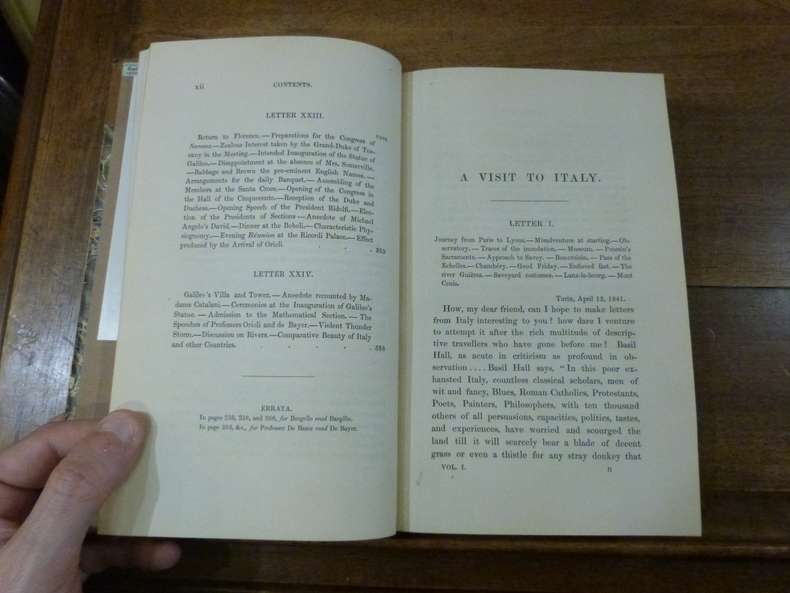 xii
CONTENTS.
LETTER XXIII.
PAGE
Return to Florence.—Preparations for the Congress of
Savans.—Zealous Interest taken by the Grand-Duke of Tus-
cany in the Meeting.—Intended Inauguration of the Statue of
Galileo.—Disappointment at the absence of Mrs. Somerville.
—Babbage and Brown the pre-eminent English Names.—
Arrangements for the daily Banquet.—Assembling of the
Members at the Santa Croce.—Opening of the Congress in
the Hall of the Cinquecento.—Reception of the Duke and
Duchess.—Opening Speech of the President Ridolfi.—Elec-
tion of the Presidents of Sections—Anecdote of Michael
Angelo's David.—Dinner at the Boboli.—Characteristic Phy-
siognomy.—Evening Réunion at the Ricordi Palace.—Effect
produced by the Arrival of Orioli. 369
LETTER XXIV.
Galileo's Villa and Tower.—Anecdote recounted by Ma-
dame Catalani.—Ceremonies at the Inauguration of Galileo's
Statue.—Admission to the Mathematical Section.—The
Speeches of Professors Orioli and de Bayer.—Violent Thunder
Storm.—Discussion on Rivers.—Comparative Beauty of Italy
and other Countries. 388
ERRATA.
In pages 258, 259, and 260, for read Bargillo.
In page 393, &c., for Professor De Bazer read De Bayer.
A VISIT TO ITALY.
LETTER I.
Journey from Paris to Lyons.—Misadventure at starting.—Ob-
servatory.—Traces of the inundation.—Museum.—Poussin's
Sacraments.—Approach to Savoy.—Beauvoisin.—Pass of the
Echelles.—Chambéry.—Good Friday.—Enforced fast.—The
river Guières.—Savoyard costumes.—Lans-le-bourg.—Mont
Cenis.
Turin, April 13, 1841.
How, my dear friend, can I hope to make letters
from Italy interesting to you? how dare I venture
to attempt it after the rich multitude of descrip-
tive travellers who have gone before me? Basil
Hall, as acute in criticism as profound in ob-
servation.... Basil Hall says, "In this poor ex-
hausted Italy, countless classical scholars, men of
wit and fancy, Blues, Roman Catholics, Protestants,
Poets, Painters, Philosophers, with ten thousand
others of all persuasions, capacities, politics, tastes,
and experiences, have worried and scourged the
land till it will scarcely bear a blade of decent
grass or even a thistle for any stray donkey that
VOL. I. B